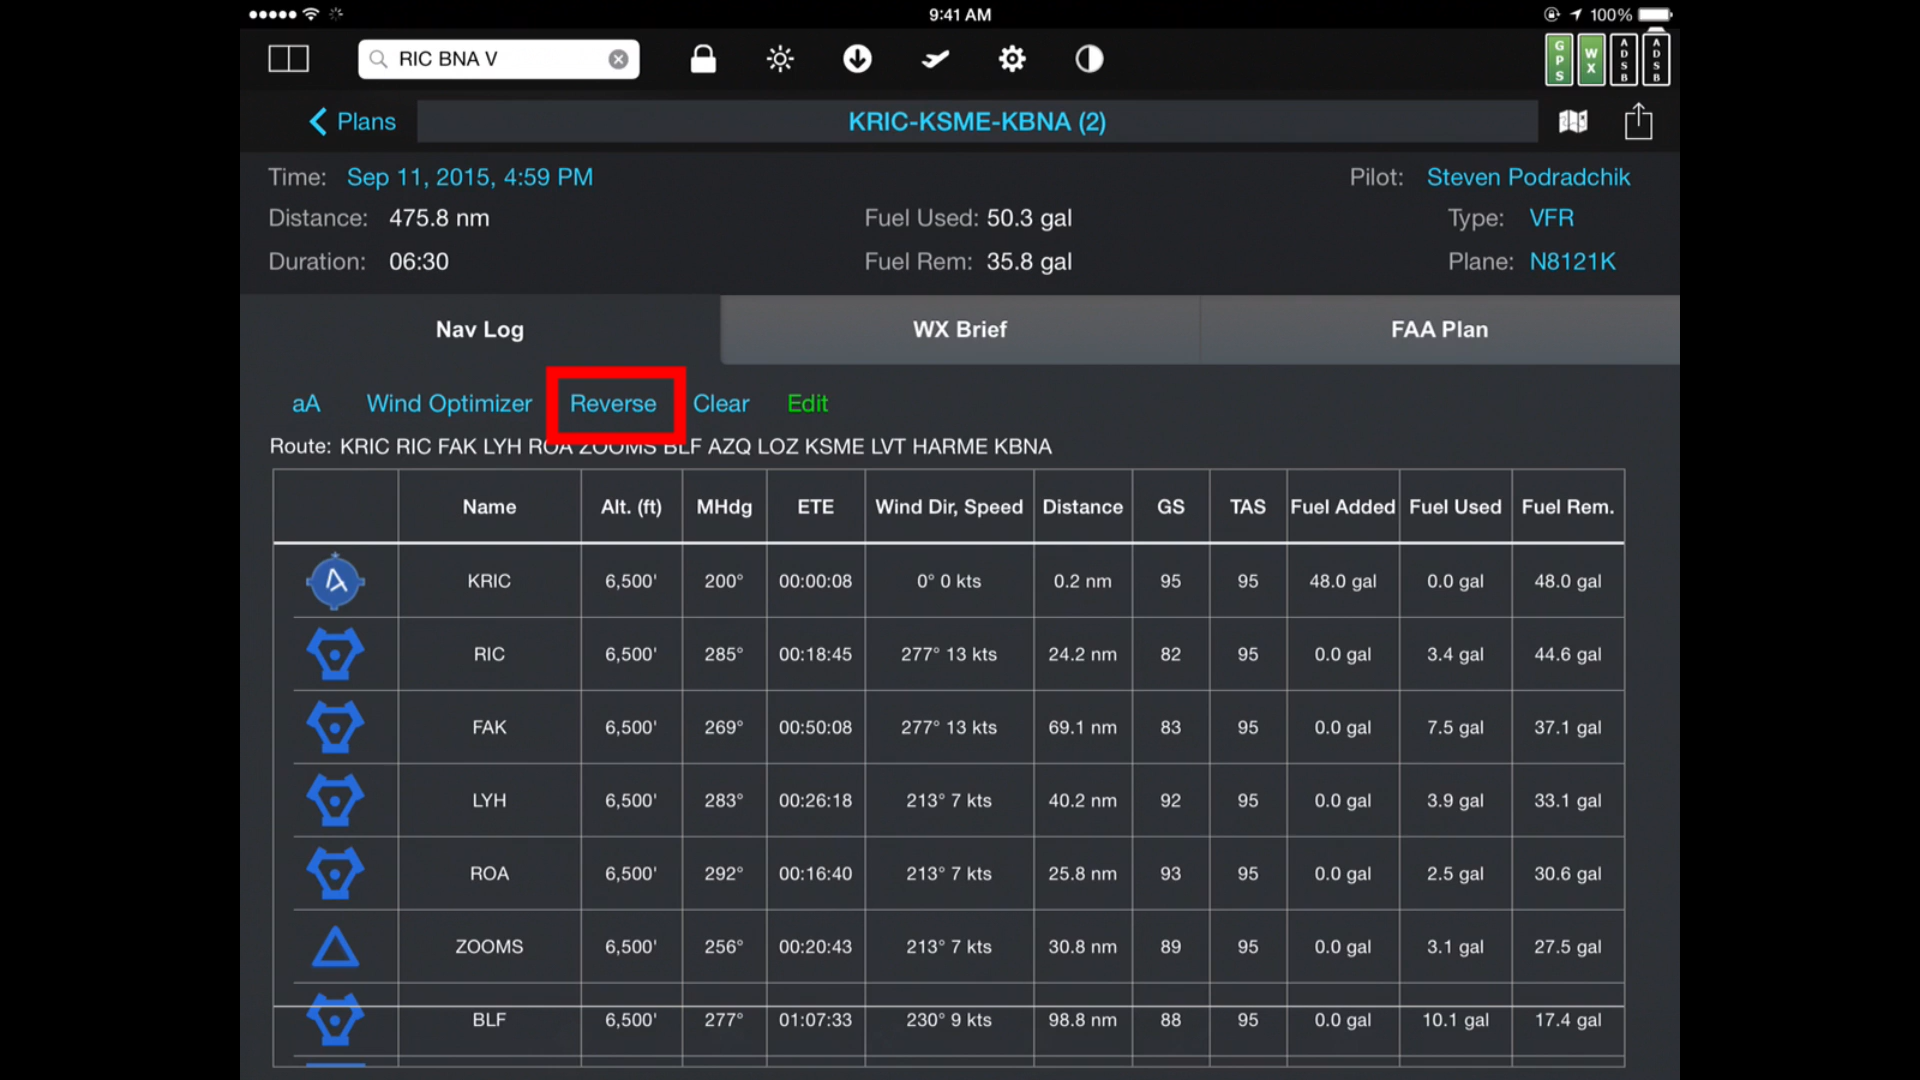 9:41 AM
100%
RIC BNA V
GPS
WX
ADSB
ADSB
Plans
KRIC-KSME-KBNA (2)
Time: Sep 11, 2015, 4:59 PM
Pilot: Steven Podradchik
Distance: 475.8 nm
Fuel Used: 50.3 gal
Type: VFR
Duration: 06:30
Fuel Rem: 35.8 gal
Plane: N8121K
Nav Log WX Brief FAA Plan
aA Wind Optimizer Reverse Clear Edit
Route: KRIC RIC FAK LYH ROA ZOOMS BLF AZQ LOZ KSME LVT HARME KBNA
Name Alt. (ft) MHdg ETE Wind Dir, Speed Distance GS TAS Fuel Added Fuel Used Fuel Rem.
KRIC 6,500' 200° 00:00:08 0° 0 kts 0.2 nm 95 95 48.0 gal 0.0 gal 48.0 gal
RIC 6,500' 285° 00:18:45 277° 13 kts 24.2 nm 82 95 0.0 gal 3.4 gal 44.6 gal
FAK 6,500' 269° 00:50:08 277° 13 kts 69.1 nm 83 95 0.0 gal 7.5 gal 37.1 gal
LYH 6,500' 283° 00:26:18 213° 7 kts 40.2 nm 92 95 0.0 gal 3.9 gal 33.1 gal
ROA 6,500' 292° 00:16:40 213° 7 kts 25.8 nm 93 95 0.0 gal 2.5 gal 30.6 gal
ZOOMS 6,500' 256° 00:20:43 213° 7 kts 30.8 nm 89 95 0.0 gal 3.1 gal 27.5 gal
BLF 6,500' 277° 01:07:33 230° 9 kts 98.8 nm 88 95 0.0 gal 10.1 gal 17.4 gal